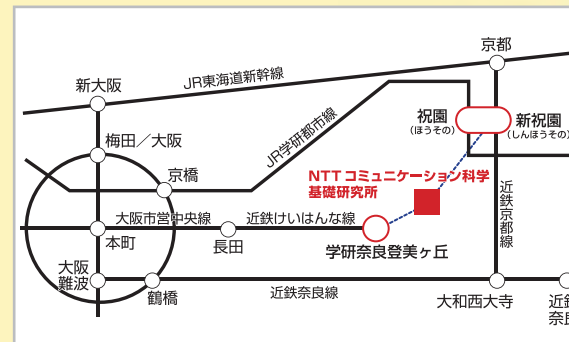 京都
新大阪
JR東海道新幹線
梅田／大阪
祝園
(ほうその)
新祝園
(しんほうその)
JR学研都市線
京橋
NTTコミュニケーション科学
基礎研究所
近鉄京都線
大阪市営中央線
近鉄けいはんな線
本町
長田
学研奈良登美ヶ丘
大阪
難波
鶴橋
近鉄奈良線
大和西大寺
近鉄
奈良